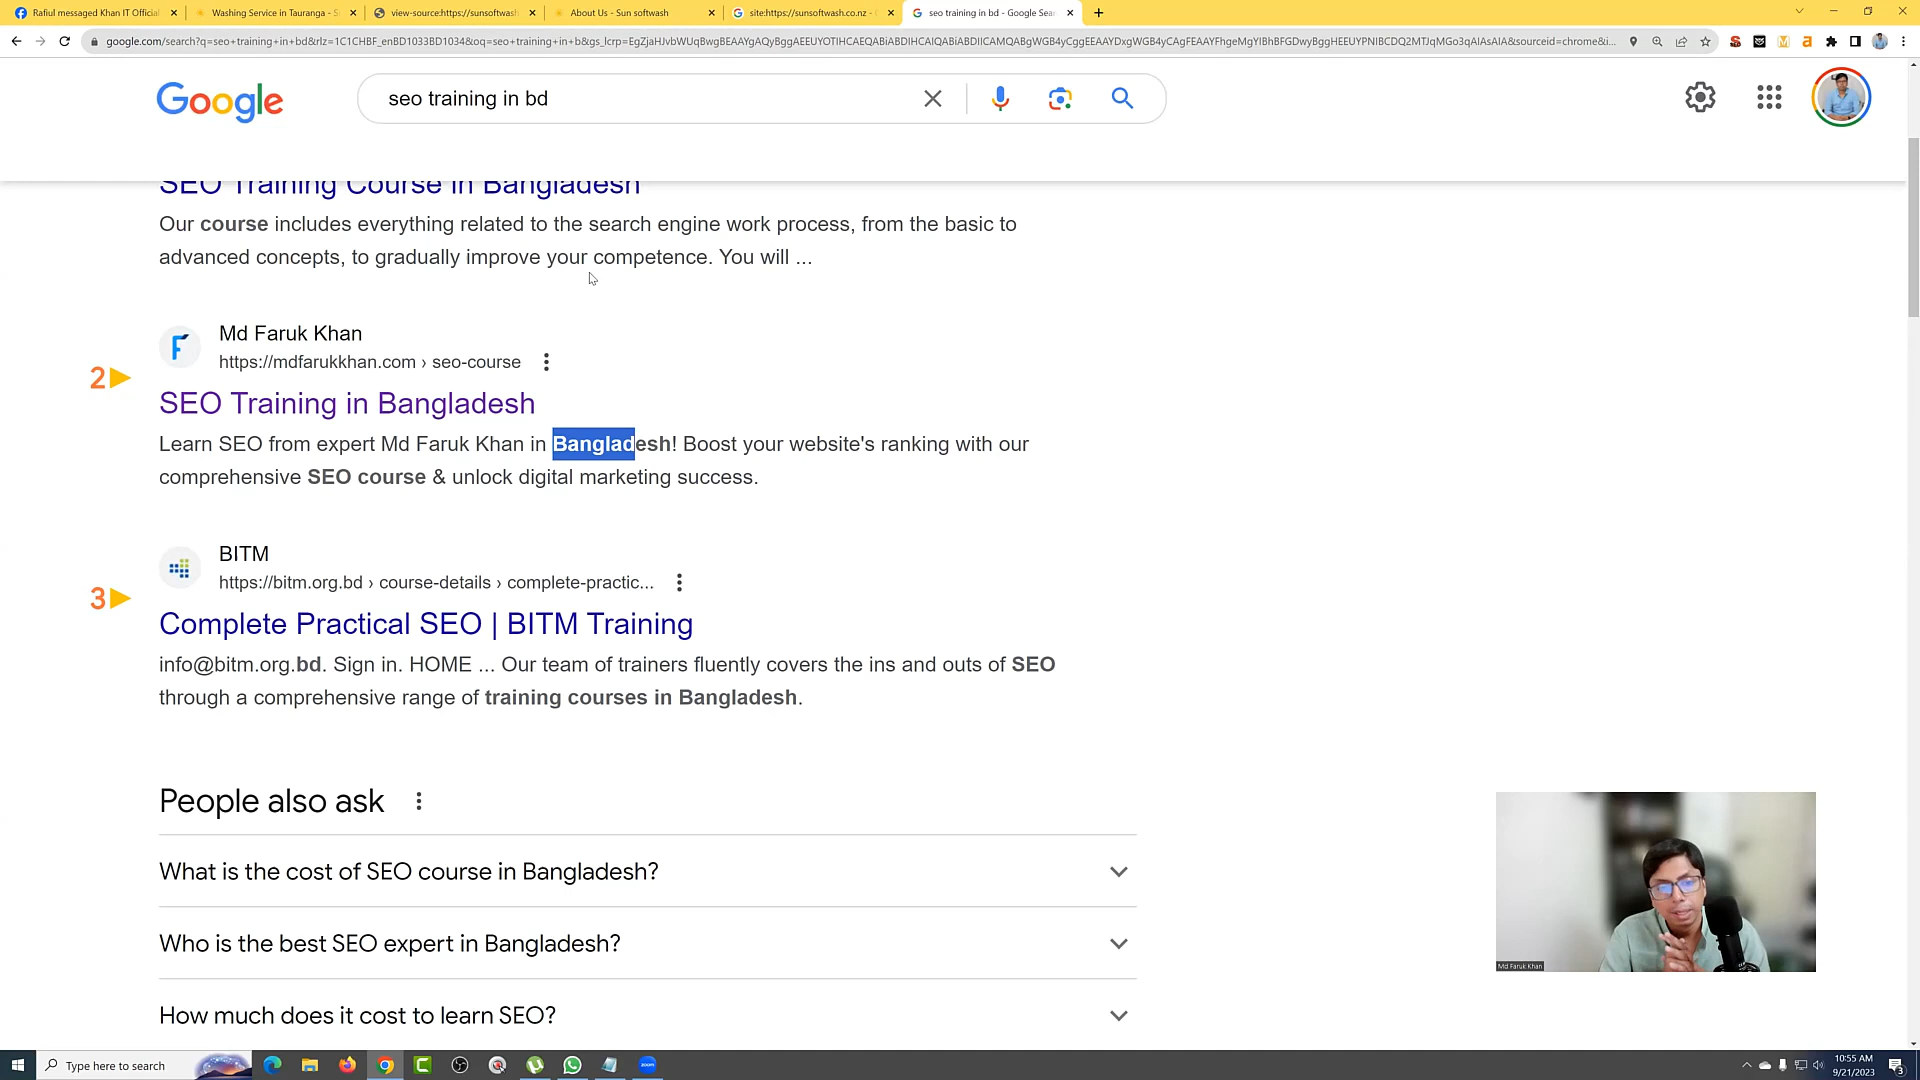 Rafiul messaged Khan IT Official
Washing Service in Tauranga - S
view-source:https://sunsoftwash
About Us - Sun softwash
site:https://sunsoftwash.co.nz -
seo training in bd - Google Sea
Google
seo training in bd
SEO Training Course in Bangladesh
Our course includes everything related to the search engine work process, from the basic to
advanced concepts, to gradually improve your competence. You will ...
Md Faruk Khan
https://mdfarukkhan.com › seo-course
2
SEO Training in Bangladesh
Learn SEO from expert Md Faruk Khan in Bangladesh! Boost your website's ranking with our
comprehensive SEO course & unlock digital marketing success.
BITM
https://bitm.org.bd › course-details › complete-practic...
3
Complete Practical SEO | BITM Training
info@bitm.org.bd. Sign in. HOME ... Our team of trainers fluently covers the ins and outs of SEO
through a comprehensive range of training courses in Bangladesh.
People also ask
What is the cost of SEO course in Bangladesh?
Who is the best SEO expert in Bangladesh?
How much does it cost to learn SEO?
Md Faruk Khan
Type here to search
zoom
10:55 AM
9/21/2023
3